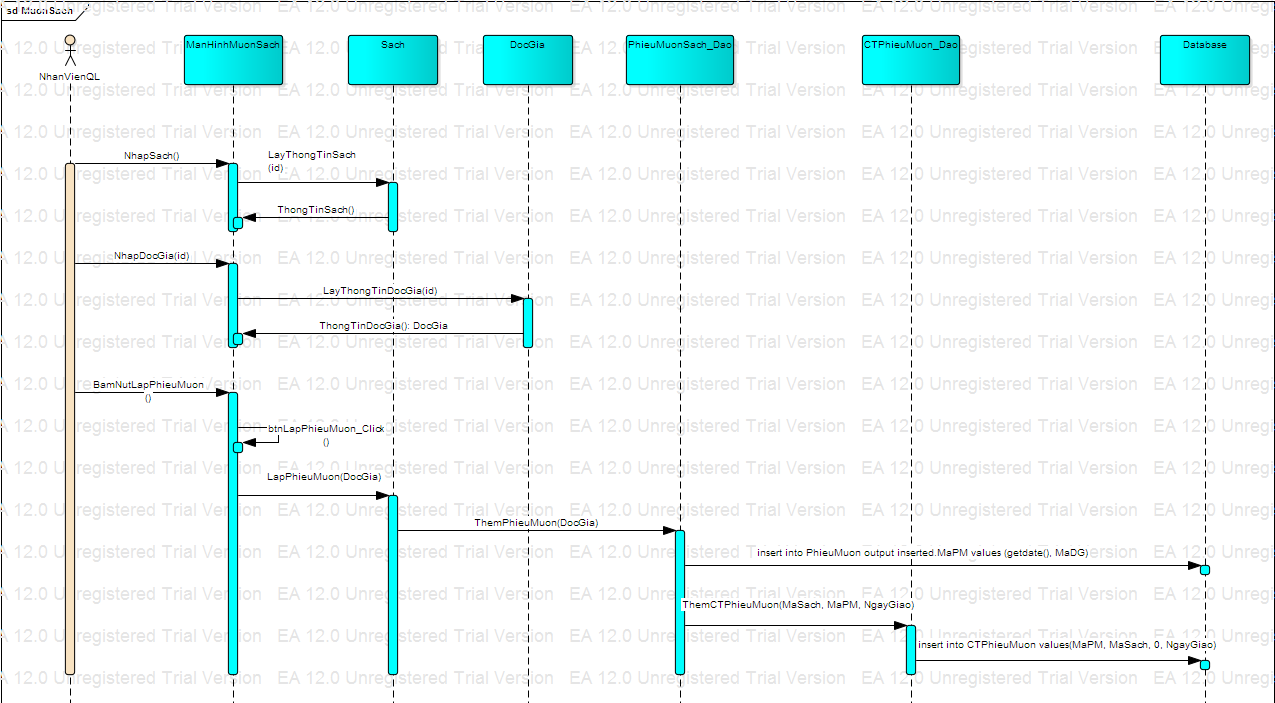 sd MuonSach
NhanVienQL
ManHinhMuonSach
Sach
DocGia
PhieuMuonSach_Dao
CTPhieuMuon_Dao
Database
NhapSach()
LayThongTinSach
(id)
ThongTinSach()
NhapDocGia(id)
LayThongTinDocGia(id)
ThongTinDocGia(): DocGia
BamNutLapPhieuMuon
()
btnLapPhieuMuon_Click
()
LapPhieuMuon(DocGia)
ThemPhieuMuon(DocGia)
insert into PhieuMuon output inserted.MaPM values (getdate(), MaDG)
ThemCTPhieuMuon(MaSach, MaPM, NgayGiao)
insert into CTPhieuMuon values(MaPM, MaSach, 0, NgayGiao)
EA 12.0 Unregistered Trial Version